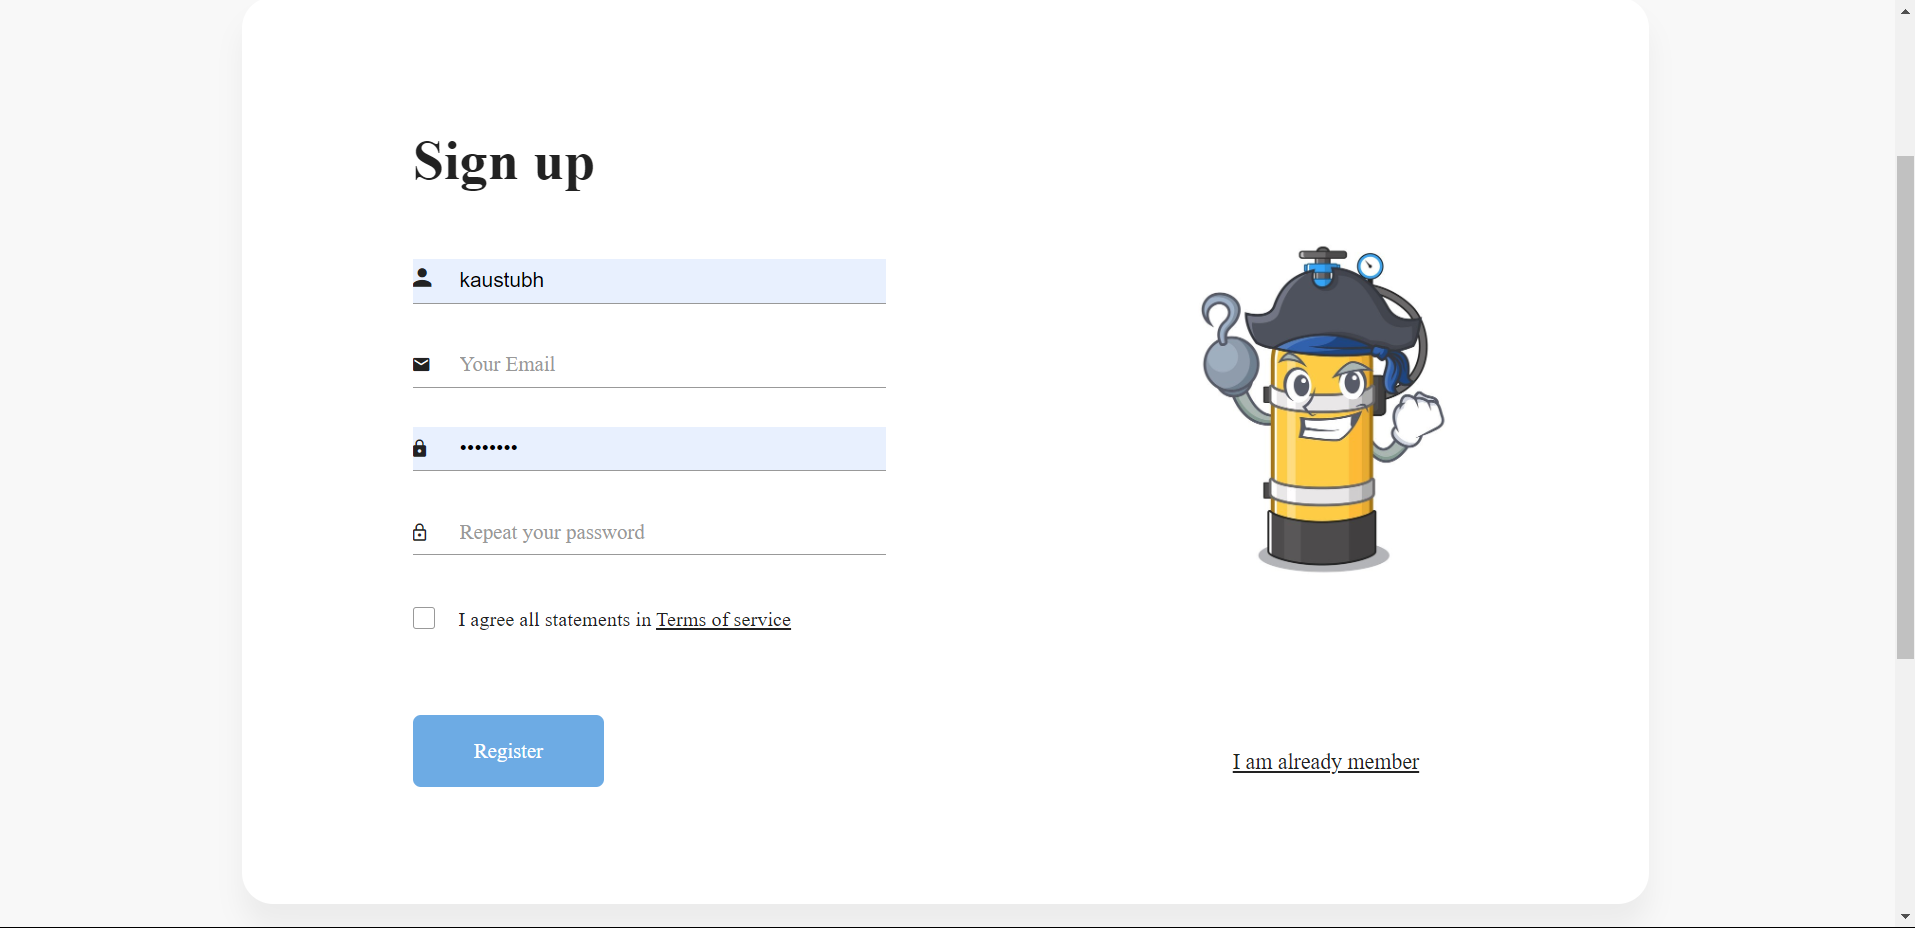 Sign up
kaustubh
Your Email
••••••••
Repeat your password
I agree all statements in Terms of service
Register
I am already member